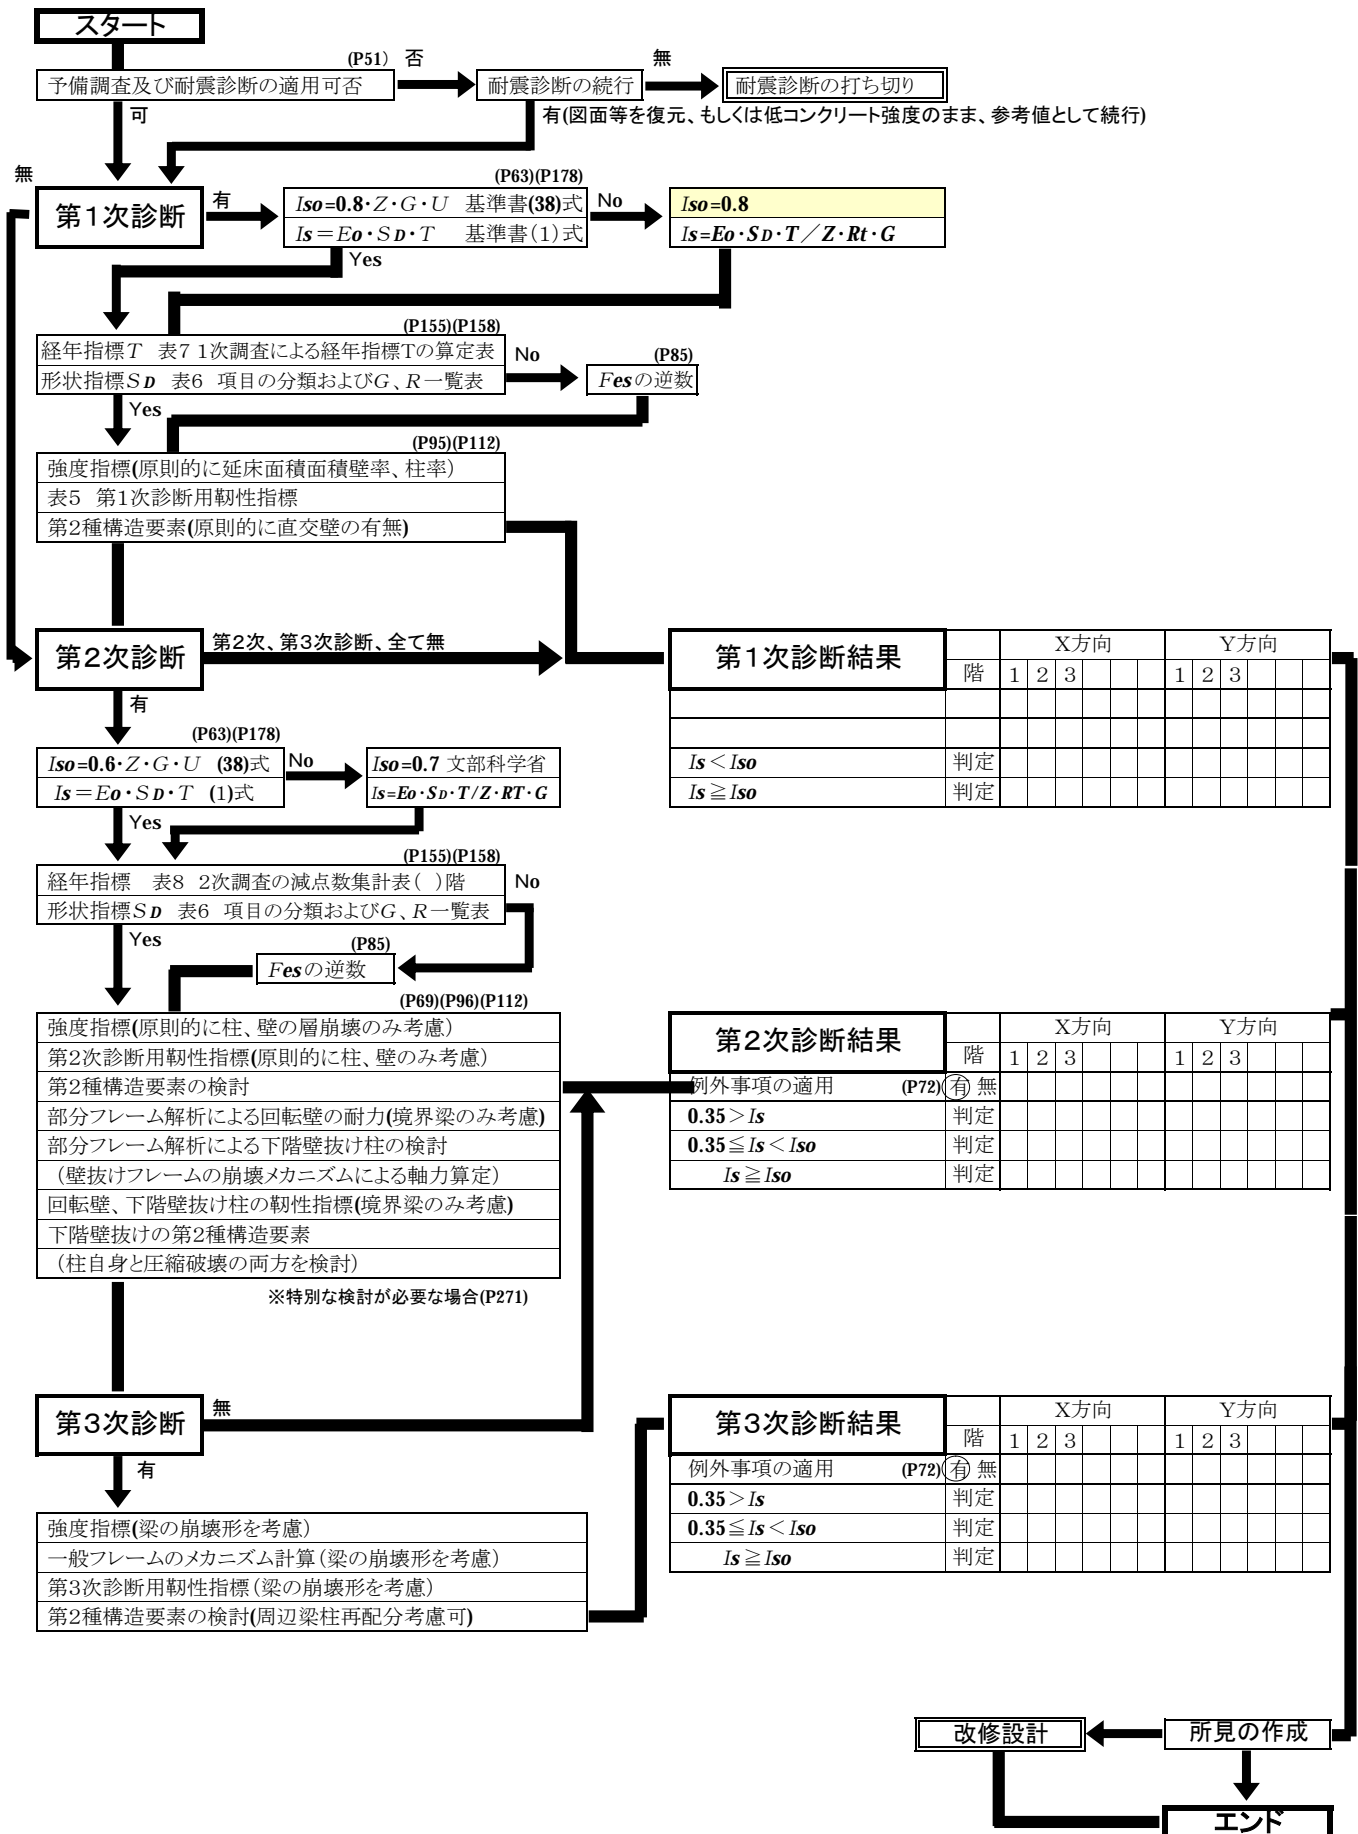 スタート
(P51) 否 無
予備調査及び耐震診断の適用可否 耐震診断の続行 耐震診断の打ち切り
可 有(図面等を復元、もしくは低コンクリート強度のまま、参考値として続行)
無
(P63)(P178)
第1次診断 有 Iso=0.8・Z・G・U 基準書(38)式 No Iso=0.8
Is=Eo・SD・T 基準書(1)式 Is=Eo・SD・T/Z・Rt・G
Yes
(P155)(P158)
経年指標T 表7 1次調査による経年指標Tの算定表 No (P85)
形状指標SD 表6 項目の分類およびG、R一覧表 Fesの逆数
Yes
(P95)(P112)
強度指標(原則的に延床面積面積壁率、柱率)
表5 第1次診断用靭性指標
第2種構造要素(原則的に直交壁の有無)
第2次診断 第2次、第3次診断、全て無 第1次診断結果 X方向 Y方向
階 1 2 3 1 2 3
有
(P63)(P178)
Iso=0.6・Z・G・U (38)式 No Iso=0.7 文部科学省 Is<Iso 判定
Is=Eo・SD・T (1)式 Is=Eo・SD・T/Z・RT・G Is≧Iso 判定
Yes
(P155)(P158)
経年指標 表8 2次調査の減点数集計表( )階 No
形状指標SD 表6 項目の分類およびG、R一覧表
Yes (P85)
Fesの逆数
(P69)(P96)(P112)
強度指標(原則的に柱、壁の層崩壊のみ考慮) 第2次診断結果 X方向 Y方向
第2次診断用靭性指標(原則的に柱、壁のみ考慮) 階 1 2 3 1 2 3
第2種構造要素の検討 例外事項の適用 (P72) 有 無
部分フレーム解析による回転壁の耐力(境界梁のみ考慮) 0.35>Is 判定
部分フレーム解析による下階壁抜け柱の検討 0.35≦Is<Iso 判定
(壁抜けフレームの崩壊メカニズムによる軸力算定) Is≧Iso 判定
回転壁、下階壁抜け柱の靭性指標(境界梁のみ考慮)
下階壁抜けの第2種構造要素
(柱自身と圧縮破壊の両方を検討)
※特別な検討が必要な場合(P271)
第3次診断 無 第3次診断結果 X方向 Y方向
階 1 2 3 1 2 3
有 例外事項の適用 (P72) 有 無
0.35>Is 判定
強度指標(梁の崩壊形を考慮) 0.35≦Is<Iso 判定
一般フレームのメカニズム計算(梁の崩壊形を考慮) Is≧Iso 判定
第3次診断用靭性指標(梁の崩壊形を考慮)
第2種構造要素の検討(周辺梁柱再配分考慮可)
改修設計 所見の作成
エンド